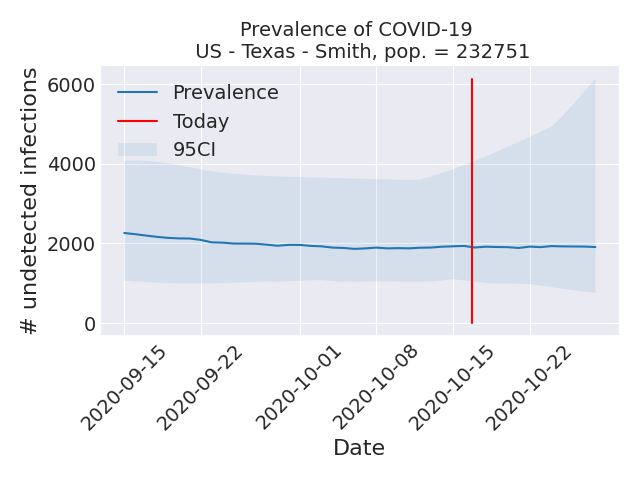 Prevalence of COVID-19
US - Texas - Smith, pop. = 232751
# undetected infections
6000
4000
2000
0
Prevalence
Today
95CI
2020-09-15
2020-09-22
2020-10-01
2020-10-08
2020-10-15
2020-10-22
Date